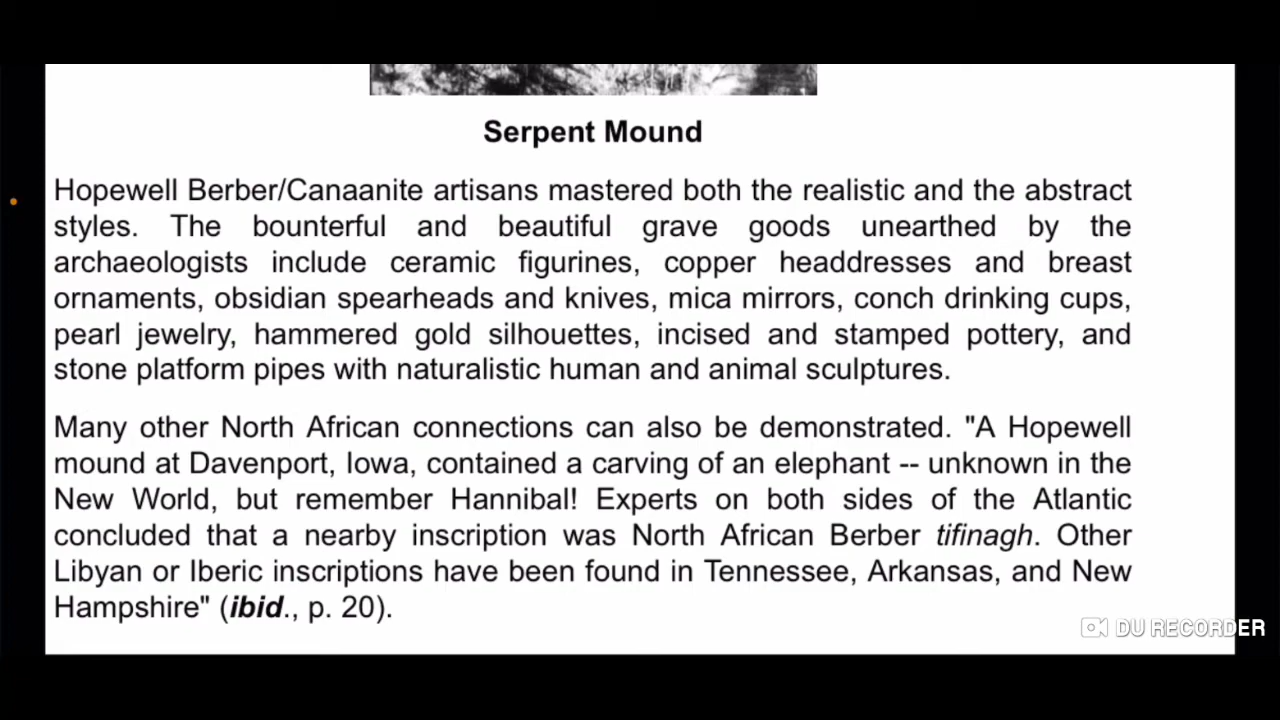 Serpent Mound
Hopewell Berber/Canaanite artisans mastered both the realistic and the abstract
styles. The bounterful and beautiful grave goods unearthed by the
archaeologists include ceramic figurines, copper headdresses and breast
ornaments, obsidian spearheads and knives, mica mirrors, conch drinking cups,
pearl jewelry, hammered gold silhouettes, incised and stamped pottery, and
stone platform pipes with naturalistic human and animal sculptures.
Many other North African connections can also be demonstrated. "A Hopewell
mound at Davenport, Iowa, contained a carving of an elephant -- unknown in the
New World, but remember Hannibal! Experts on both sides of the Atlantic
concluded that a nearby inscription was North African Berber tifinagh. Other
Libyan or Iberic inscriptions have been found in Tennessee, Arkansas, and New
Hampshire" (ibid., p. 20).
DU RECORDER